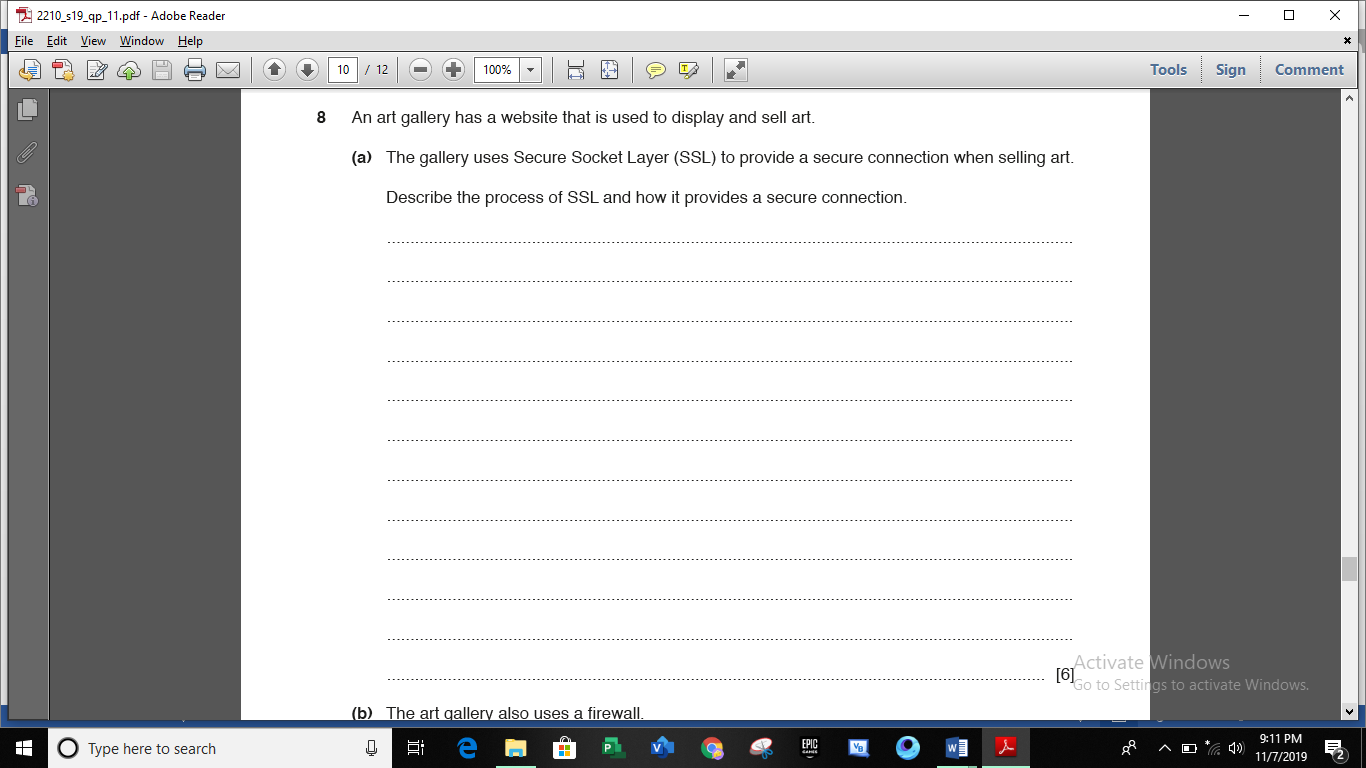 2210_s19_qp_11.pdf - Adobe Reader
File Edit View Window Help
10 / 12 100% Tools Sign Comment
8 An art gallery has a website that is used to display and sell art.
(a) The gallery uses Secure Socket Layer (SSL) to provide a secure connection when selling art.
Describe the process of SSL and how it provides a secure connection.
[6]
Activate Windows
Go to Settings to activate Windows.
(b) The art gallery also uses a firewall.
Type here to search
9:11 PM
11/7/2019
2